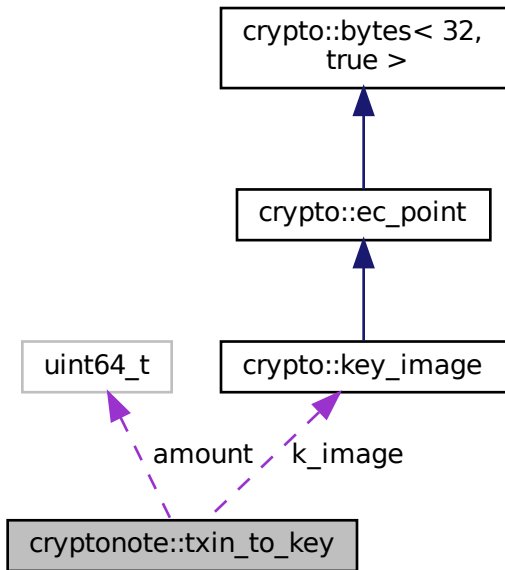 crypto::bytes< 32,
true >
crypto::ec_point
uint64_t
crypto::key_image
amount
k_image
cryptonote::txin_to_key